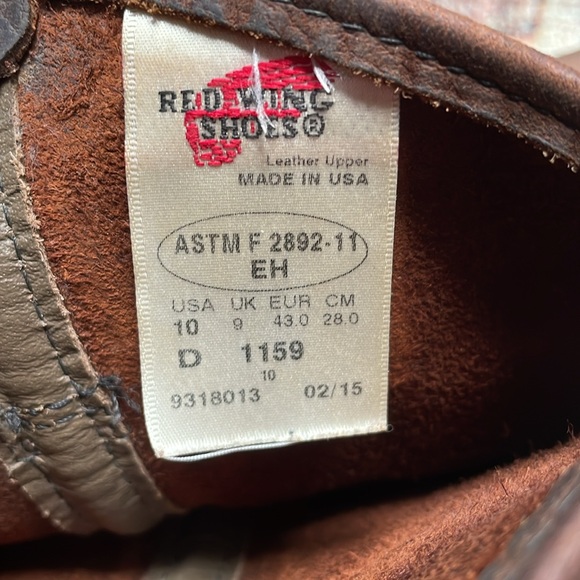 RED WING
SHOES®
Leather Upper
MADE IN USA
ASTM F 2892-11
EH
USA UK EUR CM
10 9 43.0 28.0
D 1159
10
9318013 02/15